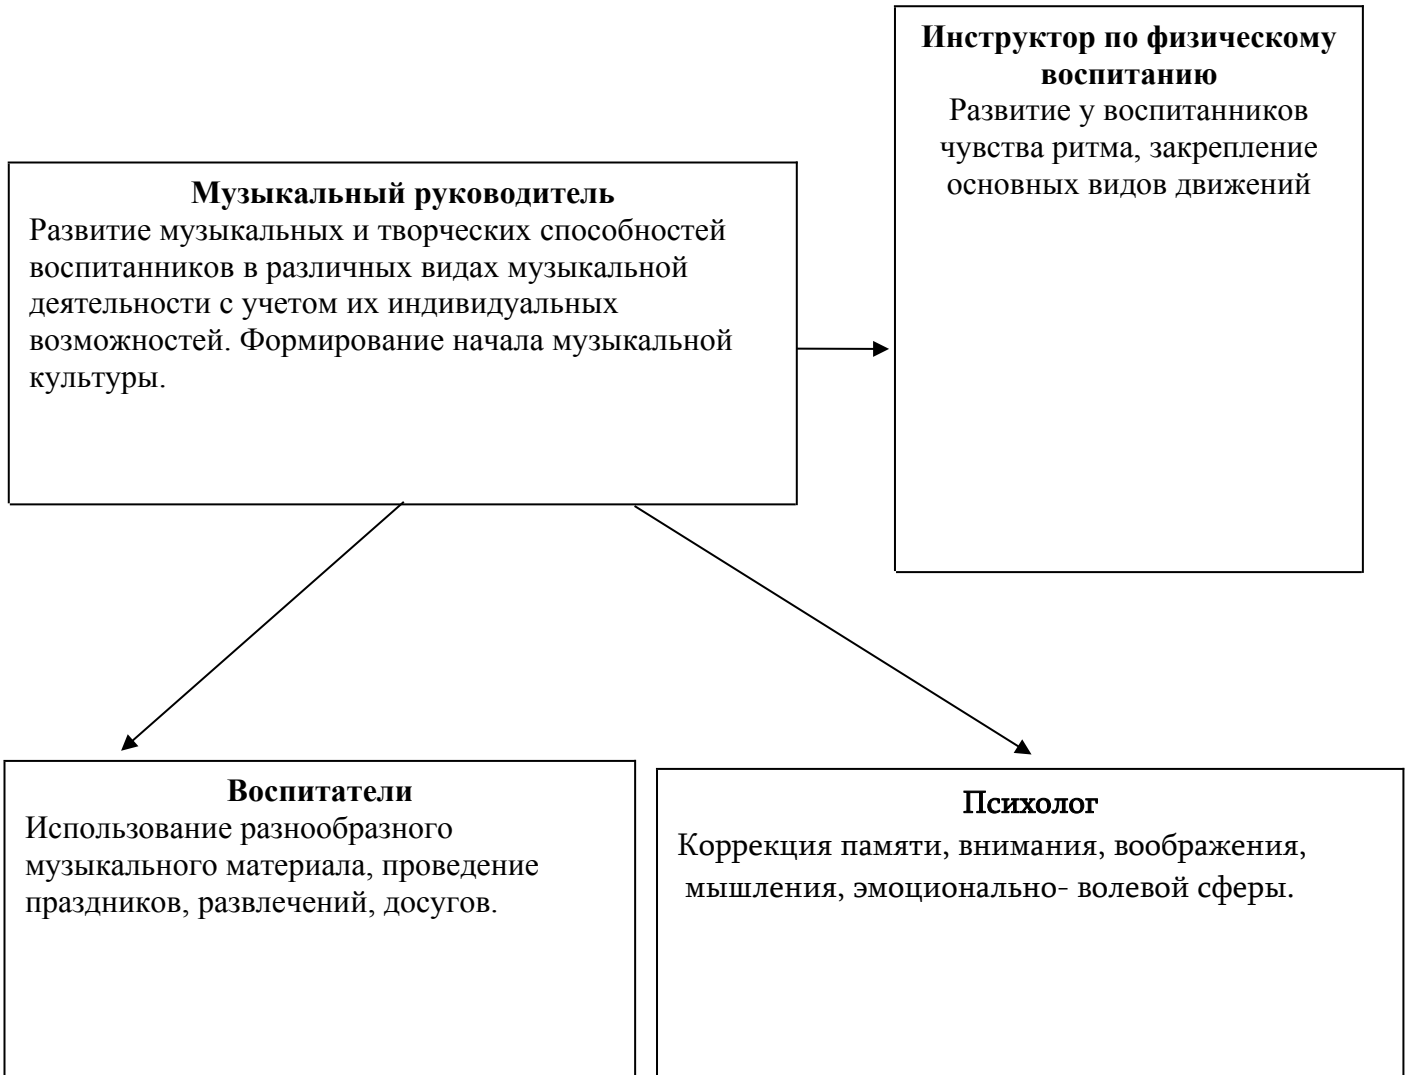 Инструктор по физическому
воспитанию
Развитие у воспитанников
чувства ритма, закрепление
основных видов движений
Музыкальный руководитель
Развитие музыкальных и творческих способностей
воспитанников в различных видах музыкальной
деятельности с учетом их индивидуальных
возможностей. Формирование начала музыкальной
культуры.
Воспитатели
Использование разнообразного
музыкального материала, проведение
праздников, развлечений, досугов.
Психолог
Коррекция памяти, внимания, воображения,
мышления, эмоционально- волевой сферы.